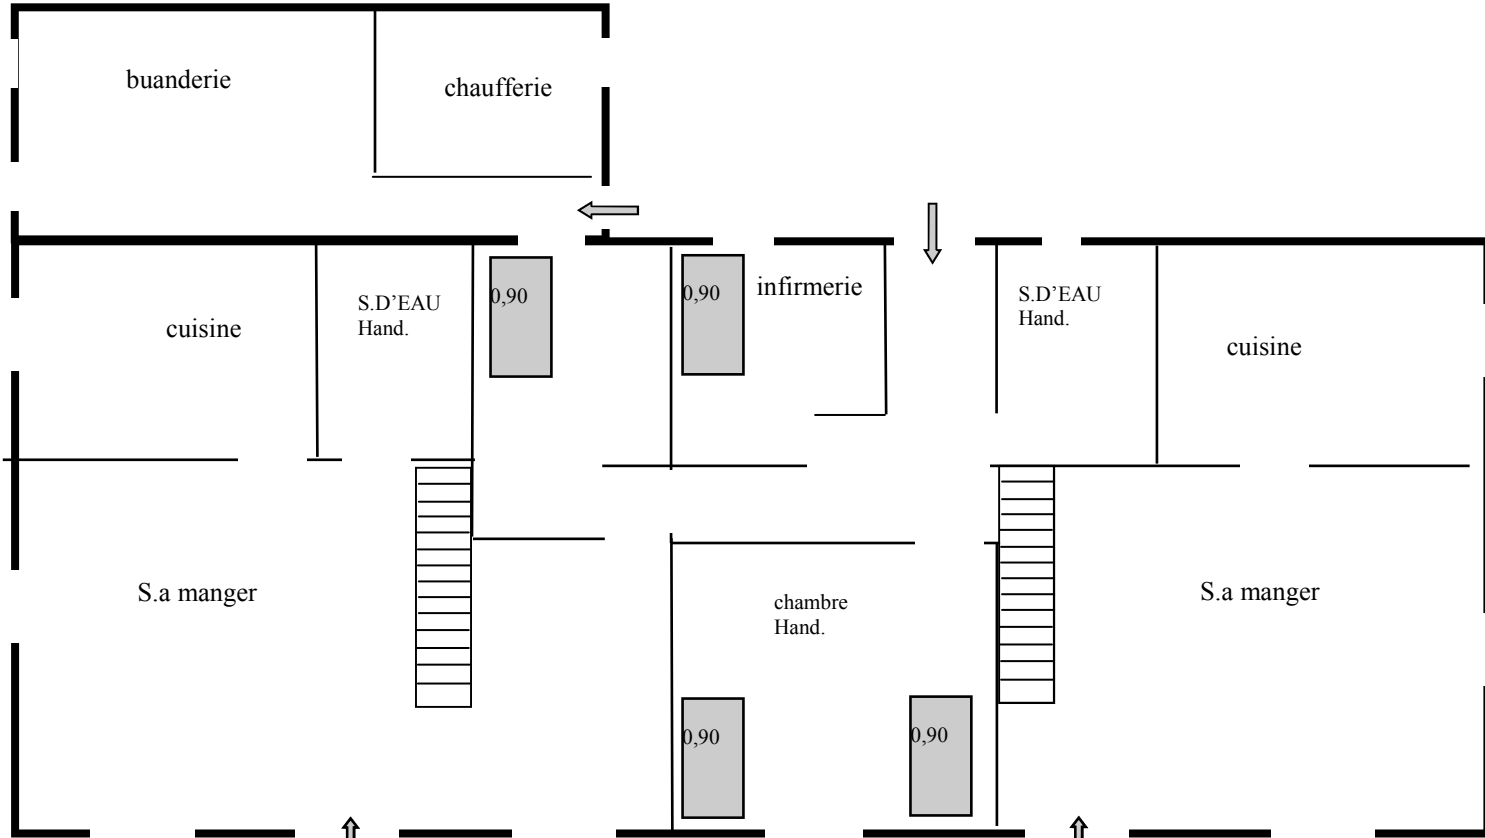 buanderie
chaufferie
cuisine
S.D’EAU
Hand.
0,90
0,90
infirmerie
S.D’EAU
Hand.
cuisine
S.a manger
chambre
Hand.
S.a manger
0,90
0,90